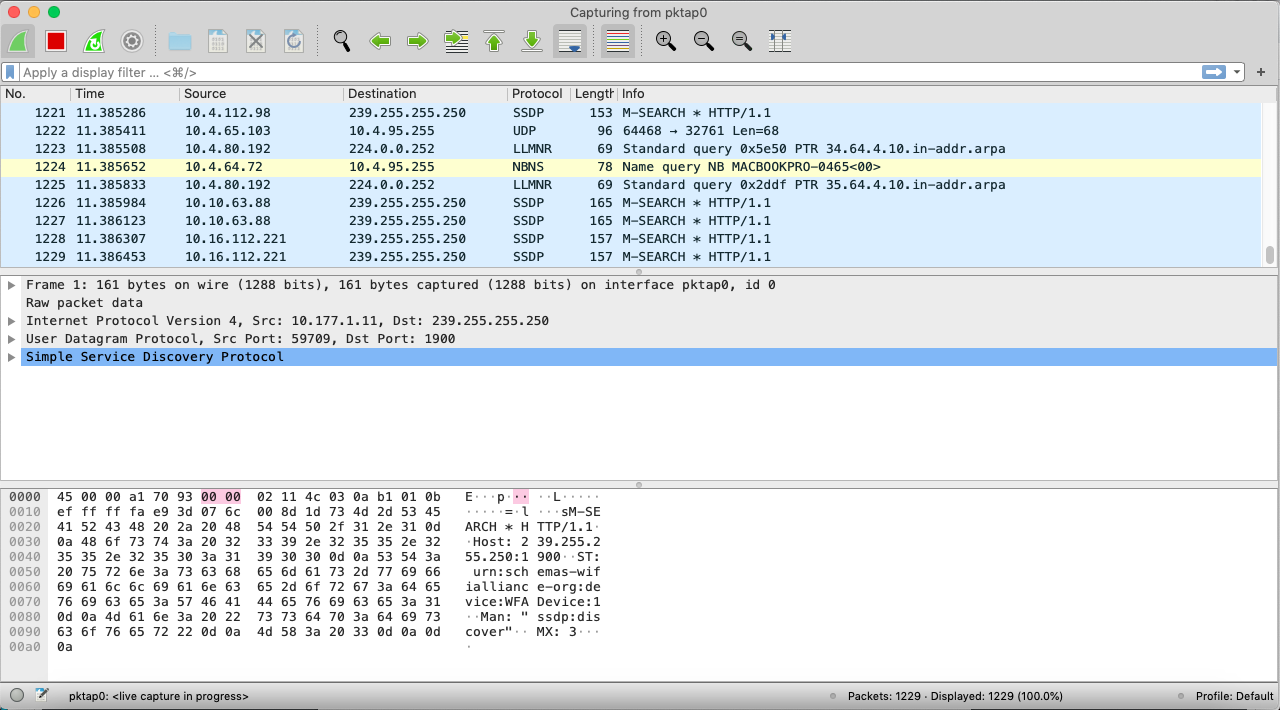 Capturing from pktap0
Apply a display filter ... <⌘/>
No. Time Source Destination Protocol Length Info
1221 11.385286 10.4.112.98 239.255.255.250 SSDP 153 M-SEARCH * HTTP/1.1
1222 11.385411 10.4.65.103 10.4.95.255 UDP 96 64468 → 32761 Len=68
1223 11.385508 10.4.80.192 224.0.0.252 LLMNR 69 Standard query 0x5e50 PTR 34.64.4.10.in-addr.arpa
1224 11.385652 10.4.64.72 10.4.95.255 NBNS 78 Name query NB MACBOOKPRO-0465<00>
1225 11.385833 10.4.80.192 224.0.0.252 LLMNR 69 Standard query 0x2ddf PTR 35.64.4.10.in-addr.arpa
1226 11.385984 10.10.63.88 239.255.255.250 SSDP 165 M-SEARCH * HTTP/1.1
1227 11.386123 10.10.63.88 239.255.255.250 SSDP 165 M-SEARCH * HTTP/1.1
1228 11.386307 10.16.112.221 239.255.255.250 SSDP 157 M-SEARCH * HTTP/1.1
1229 11.386453 10.16.112.221 239.255.255.250 SSDP 157 M-SEARCH * HTTP/1.1
Frame 1: 161 bytes on wire (1288 bits), 161 bytes captured (1288 bits) on interface pktap0, id 0
Raw packet data
Internet Protocol Version 4, Src: 10.177.1.11, Dst: 239.255.255.250
User Datagram Protocol, Src Port: 59709, Dst Port: 1900
Simple Service Discovery Protocol
0000 45 00 00 a1 70 93 00 00 02 11 4c 03 0a b1 01 0b E···p··· ··L·····
0010 ef ff ff fa e9 3d 07 6c 00 8d 1d 73 4d 2d 53 45 ·····=·l ···sM-SE
0020 41 52 43 48 20 2a 20 48 54 54 50 2f 31 2e 31 0d ARCH * H TTP/1.1·
0030 0a 48 6f 73 74 3a 20 32 33 39 2e 32 35 35 2e 32 ·Host: 2 39.255.2
0040 35 35 2e 32 35 30 3a 31 39 30 30 0d 0a 53 54 3a 55.250:1 900··ST:
0050 20 75 72 6e 3a 73 63 68 65 6d 61 73 2d 77 69 66 urn:sch emas-wif
0060 69 61 6c 6c 69 61 6e 63 65 2d 6f 72 67 3a 64 65 ialliance e-org:de
0070 76 69 63 65 3a 57 46 41 44 65 76 69 63 65 3a 31 vice:WFA Device:1
0080 0d 0a 4d 61 6e 3a 20 22 73 73 64 70 3a 64 69 73 ··Man: " ssdp:dis
0090 63 6f 76 65 72 22 0d 0a 4d 58 3a 20 33 0d 0a 0d cover"·· MX: 3···
00a0 0a ·
pktap0: <live capture in progress> Packets: 1229 · Displayed: 1229 (100.0%) Profile: Default